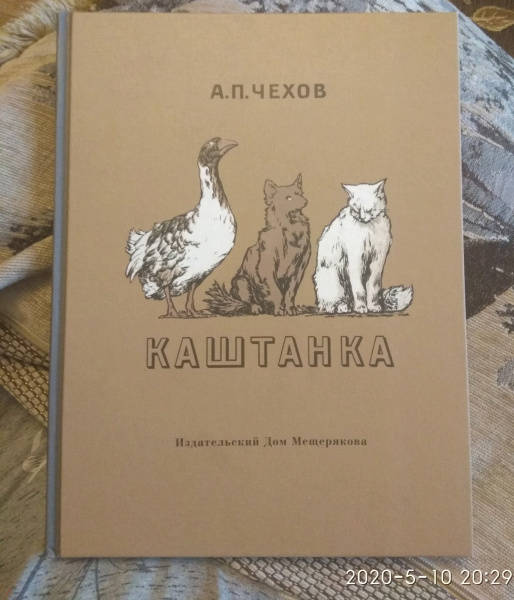 А.П.ЧЕХОВ
КАШТАНКА
Издательский Дом Мещерякова
2020-5-10 20:29